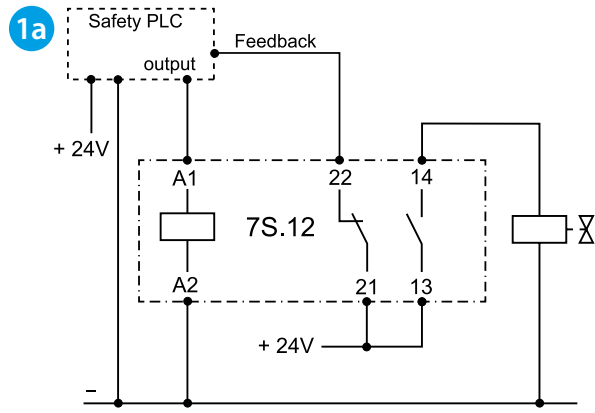 1a
Safety PLC
output
Feedback
+ 24V
A1
22
14
7S.12
A2
21
13
+ 24V
–